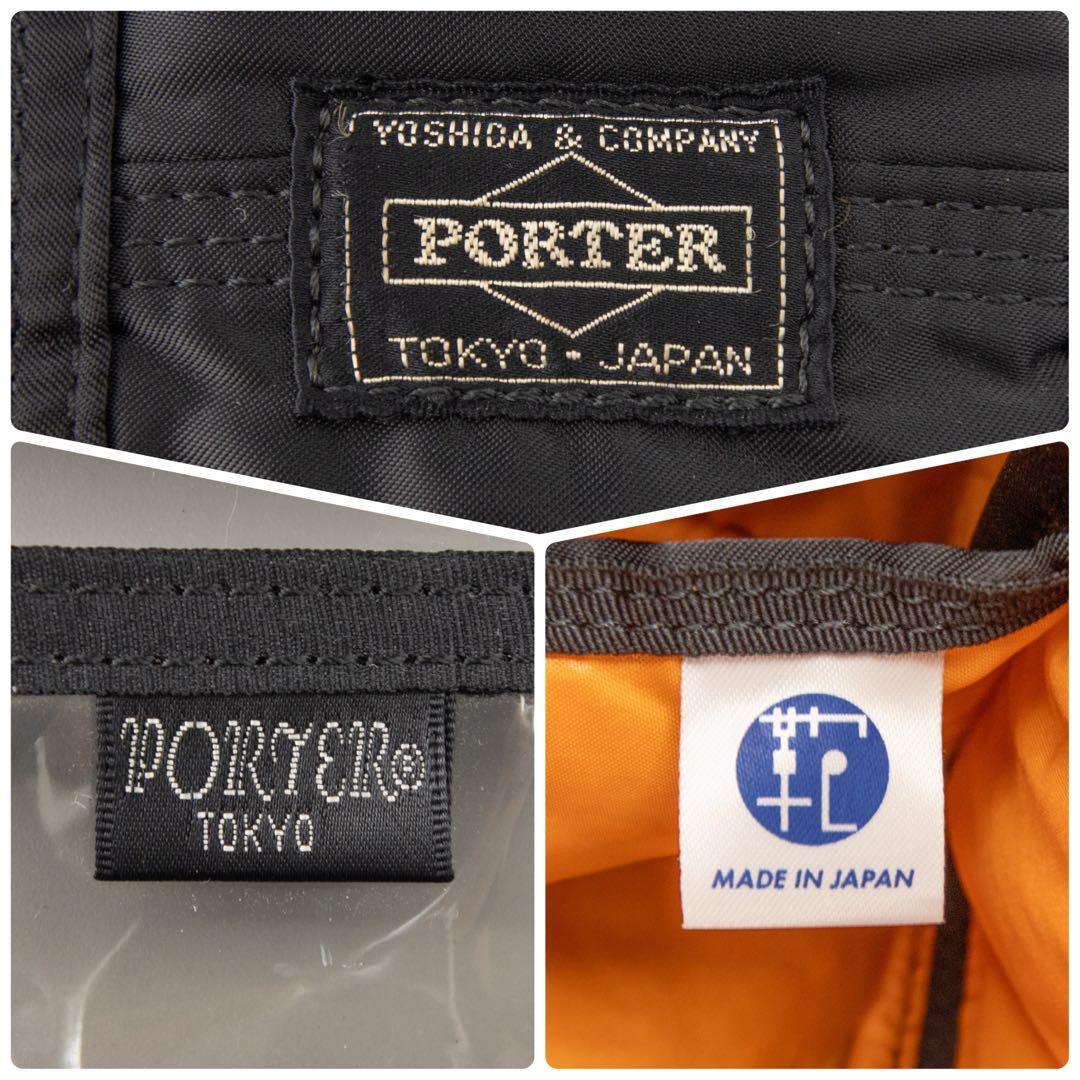 YOSHIDA & COMPANY
PORTER
TOKYO · JAPAN
PORTER®
TOKYO
MADE IN JAPAN